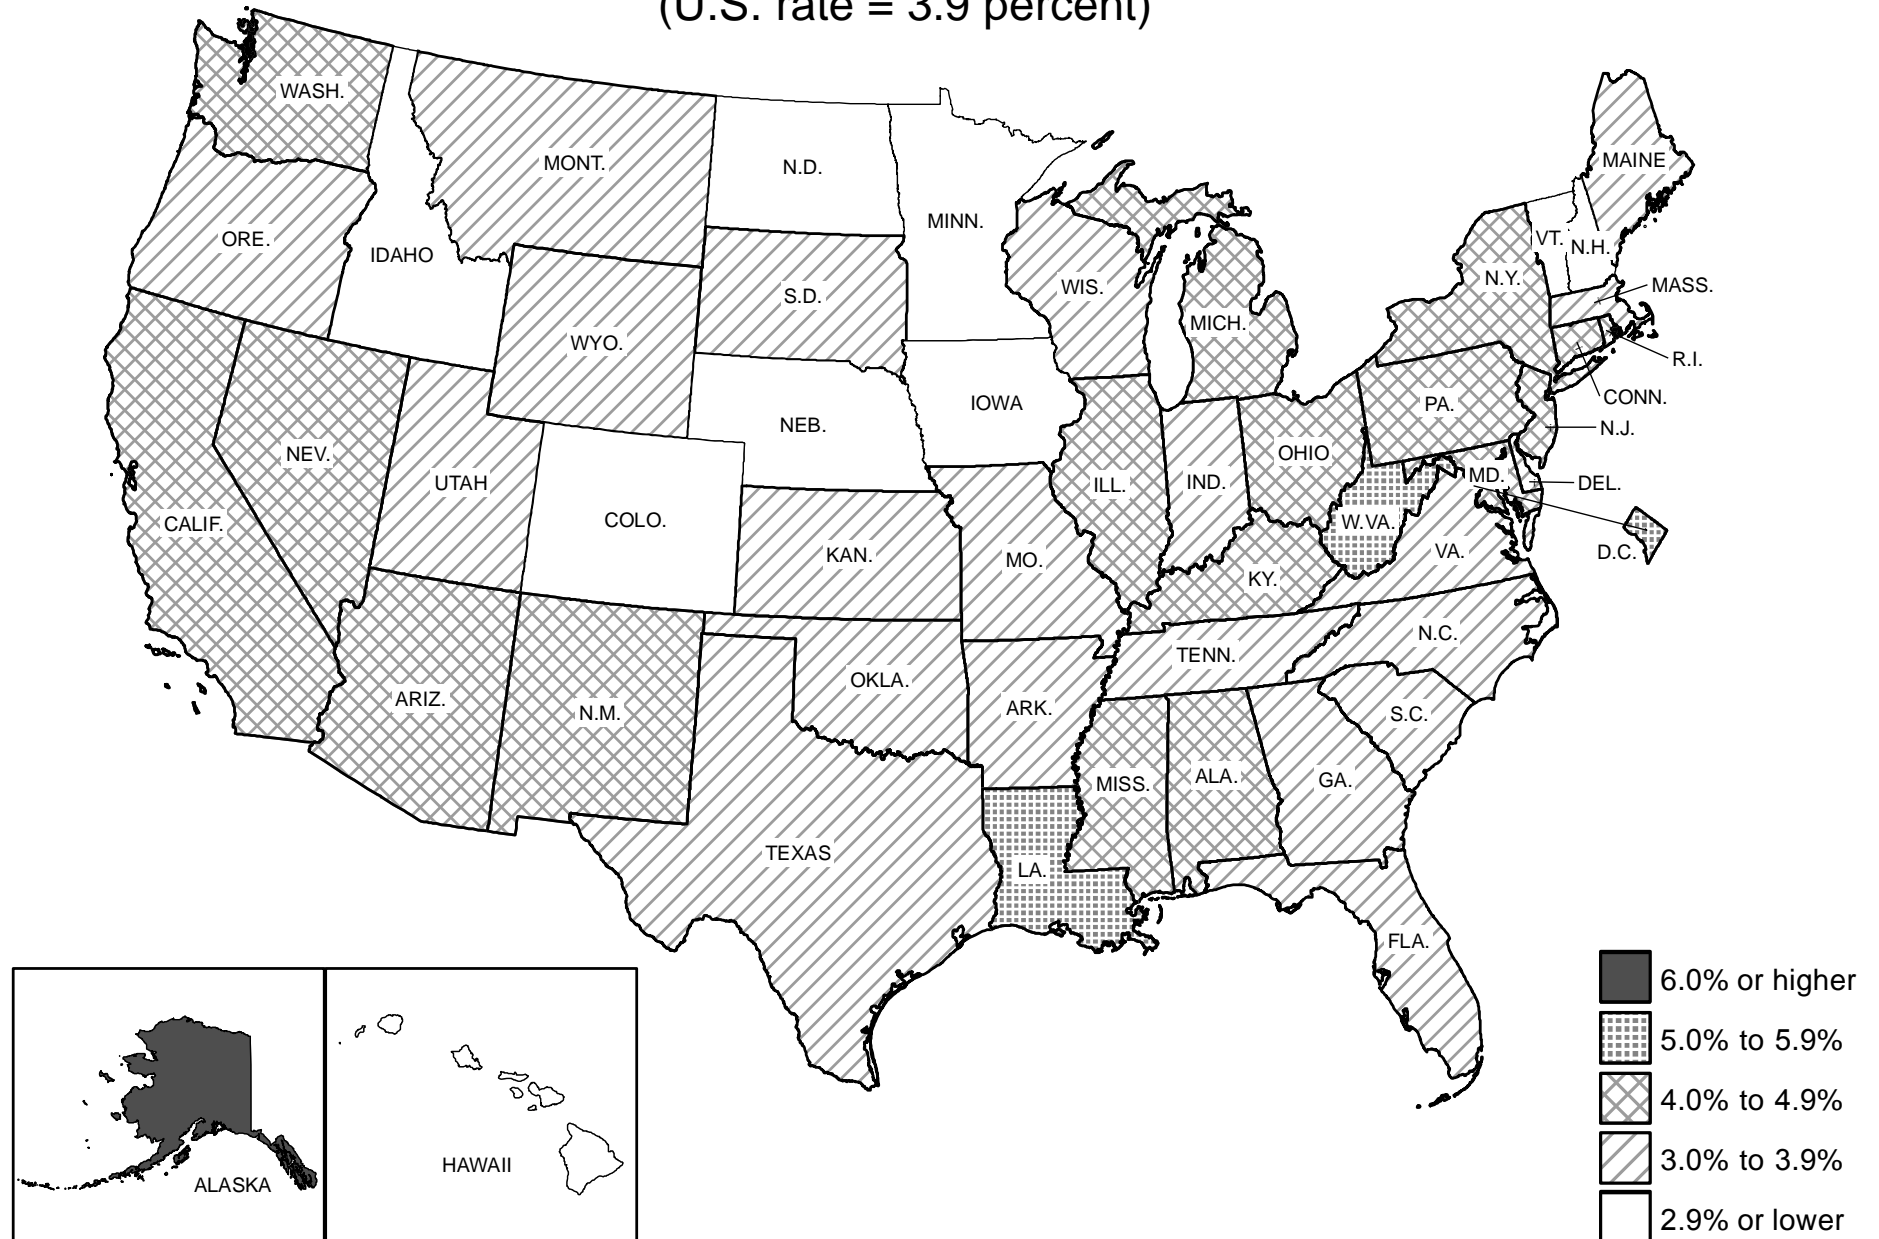 (U.S. rate = 3.9 percent)
WASH.
MONT.
N.D.
MINN.
MAINE
ORE.
IDAHO
VT.
N.H.
WIS.
N.Y.
MASS.
S.D.
WYO.
MICH.
R.I.
CONN.
IOWA
PA.
NEB.
N.J.
NEV.
UTAH
OHIO
ILL.
IND.
MD.
DEL.
CALIF.
COLO.
W.VA.
KAN.
MO.
VA.
D.C.
KY.
N.C.
TENN.
OKLA.
ARIZ.
N.M.
ARK.
S.C.
MISS.
ALA.
GA.
TEXAS
LA.
FLA.
ALASKA
HAWAII
6.0% or higher
5.0% to 5.9%
4.0% to 4.9%
3.0% to 3.9%
2.9% or lower